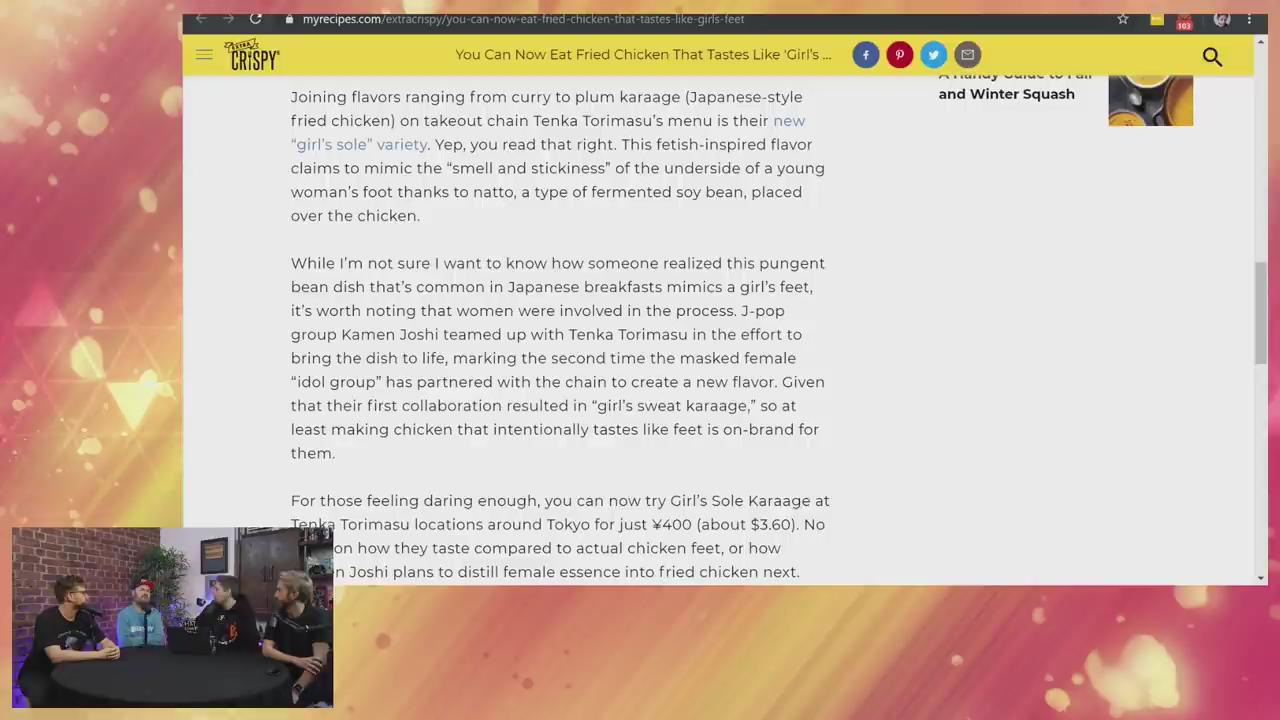 myrecipes.com/extracrispy/you-can-now-eat-fried-chicken-that-tastes-like-girls-feet
103
EXTRA
CRISPY
You Can Now Eat Fried Chicken That Tastes Like 'Girl's ...
A Handy Guide to Fall
and Winter Squash
Joining flavors ranging from curry to plum karaage (Japanese-style
fried chicken) on takeout chain Tenka Torimasu’s menu is their new
“girl’s sole” variety. Yep, you read that right. This fetish-inspired flavor
claims to mimic the “smell and stickiness” of the underside of a young
woman’s foot thanks to natto, a type of fermented soy bean, placed
over the chicken.
While I’m not sure I want to know how someone realized this pungent
bean dish that’s common in Japanese breakfasts mimics a girl’s feet,
it’s worth noting that women were involved in the process. J-pop
group Kamen Joshi teamed up with Tenka Torimasu in the effort to
bring the dish to life, marking the second time the masked female
“idol group” has partnered with the chain to create a new flavor. Given
that their first collaboration resulted in “girl’s sweat karaage,” so at
least making chicken that intentionally tastes like feet is on-brand for
them.
For those feeling daring enough, you can now try Girl’s Sole Karaage at
Tenka Torimasu locations around Tokyo for just ¥400 (about $3.60). No
on how they taste compared to actual chicken feet, or how
Joshi plans to distill female essence into fried chicken next.